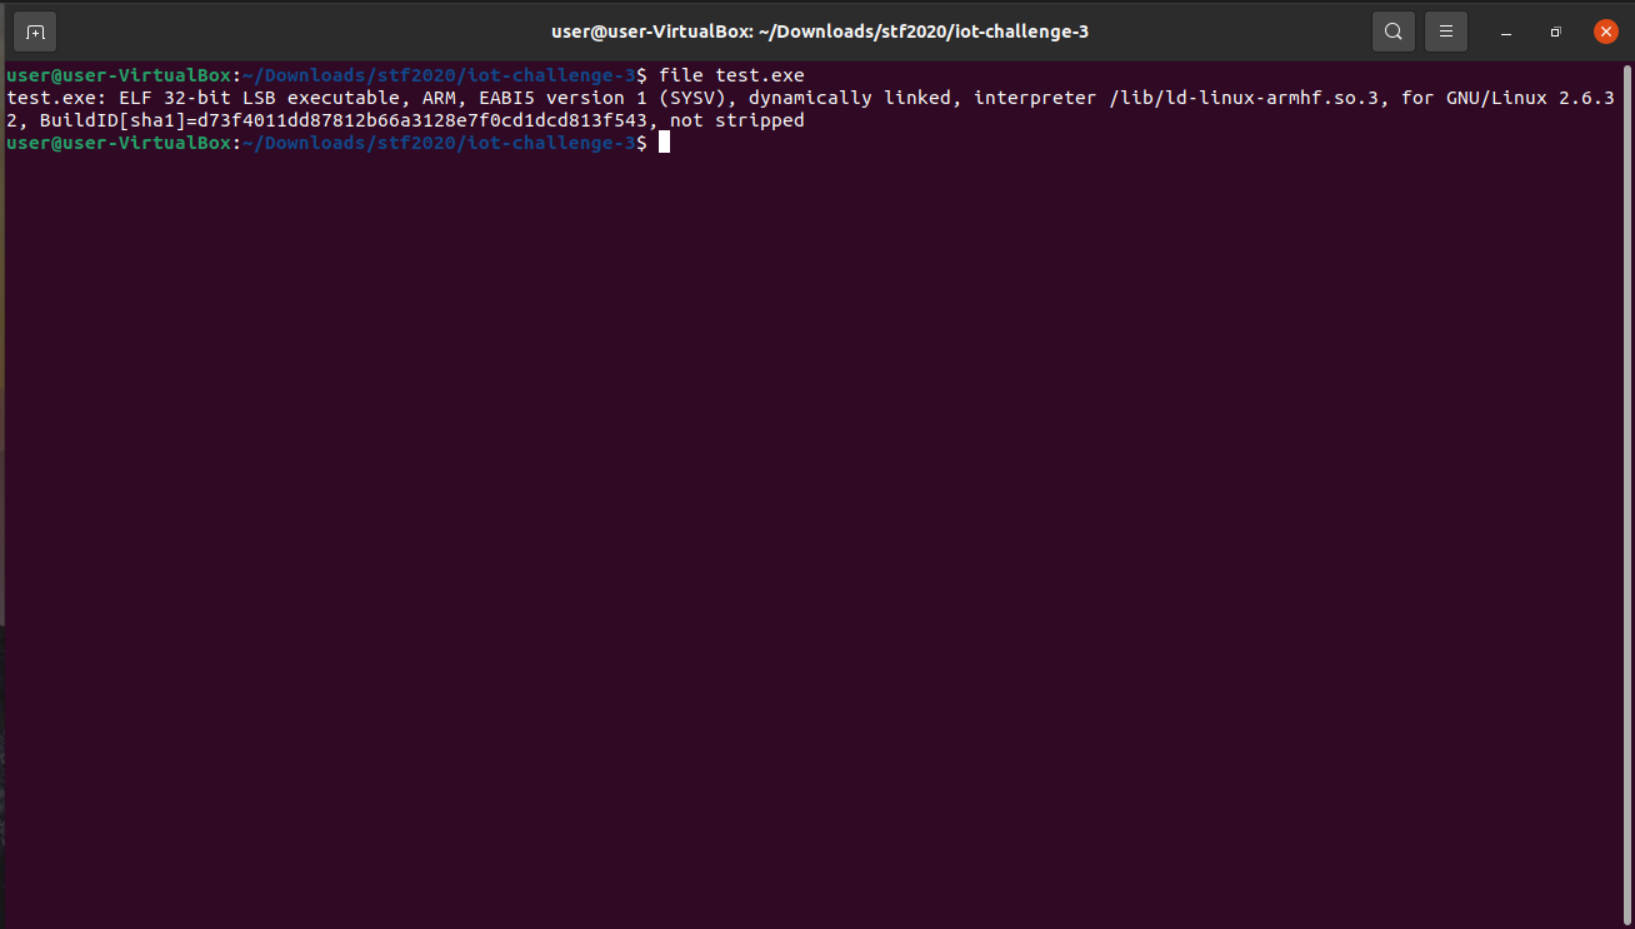 user@user-VirtualBox: ~/Downloads/stf2020/iot-challenge-3
user@user-VirtualBox:~/Downloads/stf2020/iot-challenge-3$ file test.exe
test.exe: ELF 32-bit LSB executable, ARM, EABI5 version 1 (SYSV), dynamically linked, interpreter /lib/ld-linux-armhf.so.3, for GNU/Linux 2.6.3
2, BuildID[sha1]=d73f4011dd87812b66a3128e7f0cd1dcd813f543, not stripped
user@user-VirtualBox:~/Downloads/stf2020/iot-challenge-3$